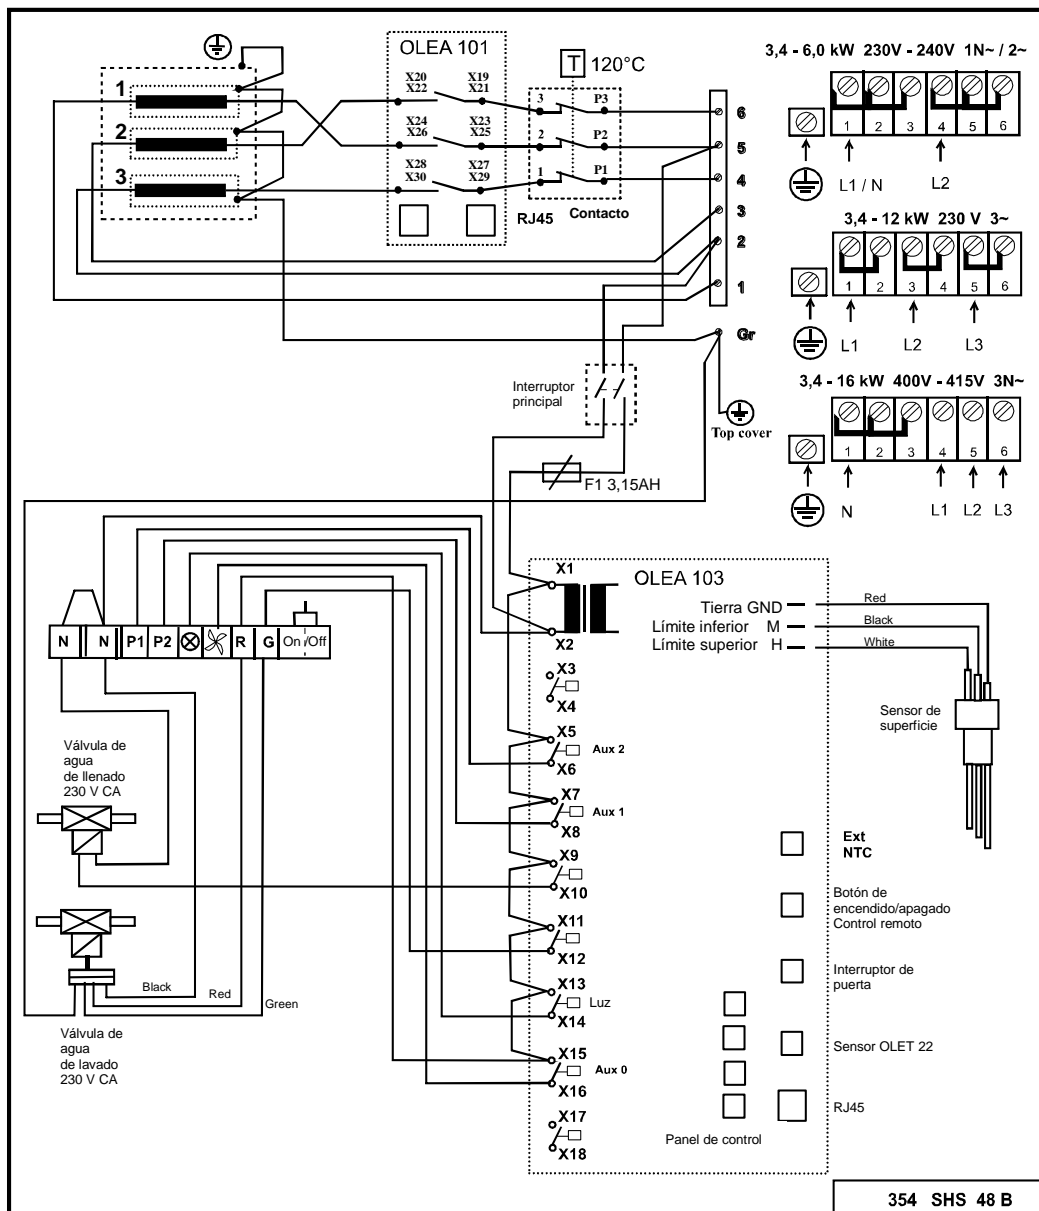 OLEA 101
1
2
3
X20
X22
X19
X21
X24
X26
X23
X25
X28
X30
X27
X29
RJ45
T 120°C
3
P3
2
P2
1
P1
Contacto
6
5
4
3
2
1
Gr
Interruptor
principal
Top cover
F1 3,15AH
3,4 - 6,0 kW 230V - 240V 1N~ / 2~
1 2 3 4 5 6
L1 / N L2
3,4 - 12 kW 230 V 3~
1 2 3 4 5 6
L1 L2 L3
3,4 - 16 kW 400V - 415V 3N~
1 2 3 4 5 6
N L1 L2 L3
N N P1 P2 R G On/Off
Válvula de
agua
de llenado
230 V CA
Black
Red
Green
Válvula de
agua
de lavado
230 V CA
OLEA 103
X1
X2
X3
X4
X5
Aux 2
X6
X7
Aux 1
X8
X9
X10
X11
X12
X13
Luz
X14
X15
Aux 0
X16
X17
X18
Tierra GND
Límite inferior M
Límite superior H
Red
Black
White
Sensor de
superficie
Ext
NTC
Botón de
encendido/apagado
Control remoto
Interruptor de
puerta
Sensor OLET 22
RJ45
Panel de control
354 SHS 48 B